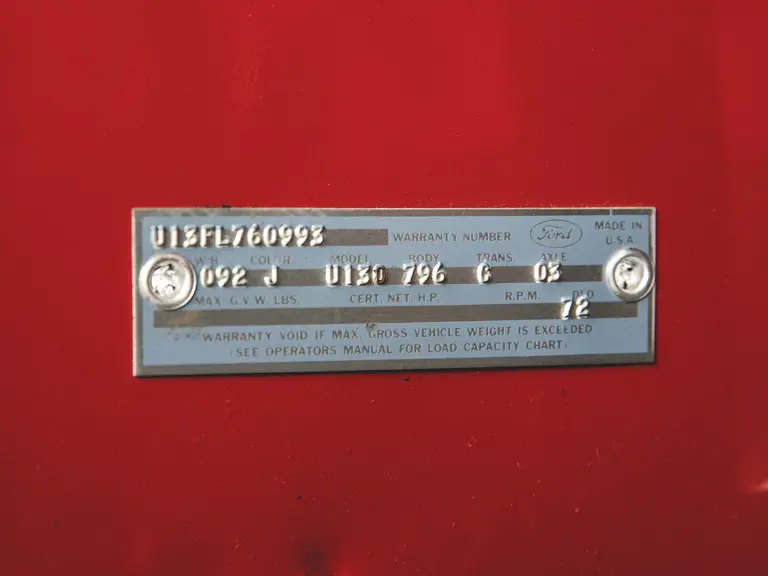 U13FL760993 WARRANTY NUMBER Ford MADE IN U.S.A.
COLOR MODEL BODY TRANS. AXLE
092 J U130 796 03
MAX. G.V.W. LBS. CERT. NET H.P. R.P.M.
72
WARRANTY VOID IF MAX. GROSS VEHICLE WEIGHT IS EXCEEDED
(SEE OPERATORS MANUAL FOR LOAD CAPACITY CHART)